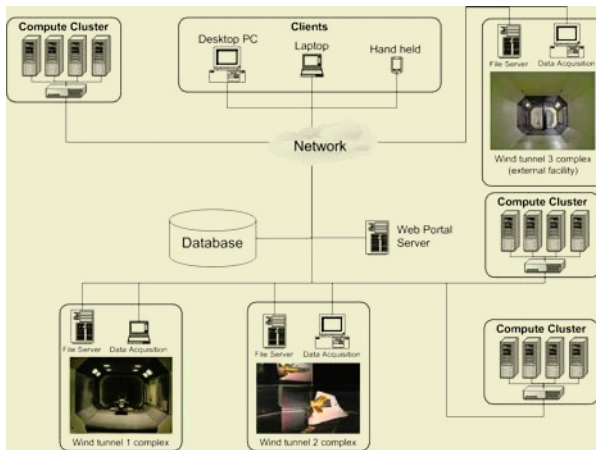 Compute Cluster
Clients
Desktop PC
Laptop
Hand held
File Server
Data Acquisition
Wind tunnel 3 complex
(external facility)
Network
Compute Cluster
Database
Web Portal
Server
File Server
Data Acquisition
Wind tunnel 1 complex
File Server
Data Acquisition
Wind tunnel 2 complex
Compute Cluster